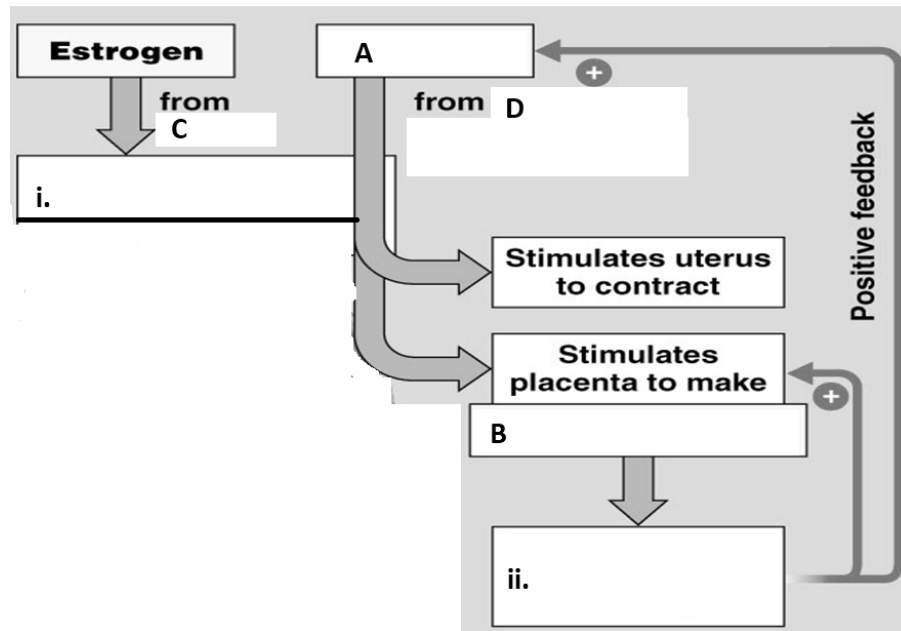 Estrogen
A
from
C
from D
i.
Stimulates uterus
to contract
Stimulates
placenta to make
B
ii.
+
+
Positive feedback